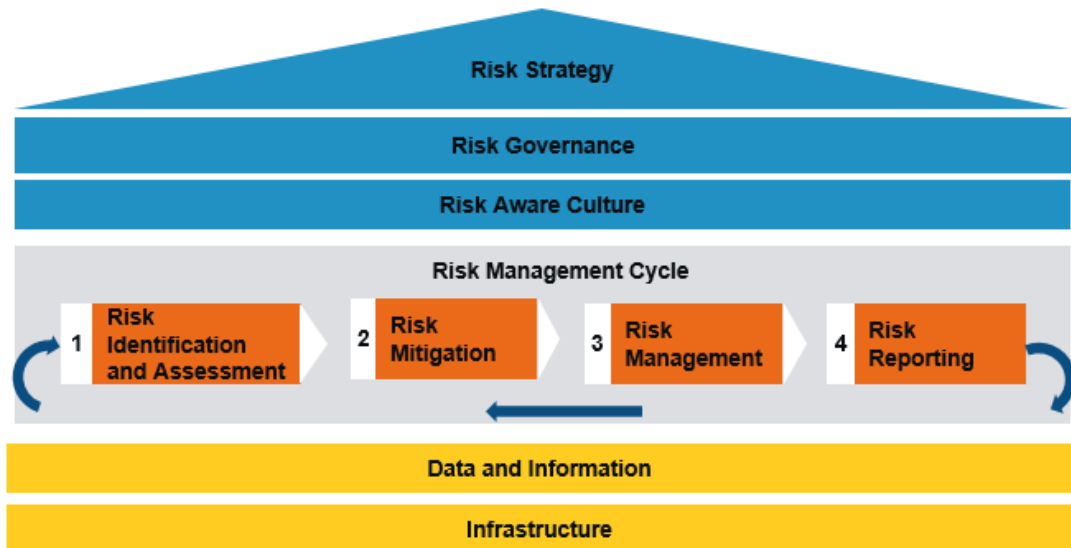 Risk Strategy
Risk Governance
Risk Aware Culture
Risk Management Cycle
1
Risk
Identification
and Assessment
2
Risk
Mitigation
3
Risk
Management
4
Risk
Reporting
Data and Information
Infrastructure